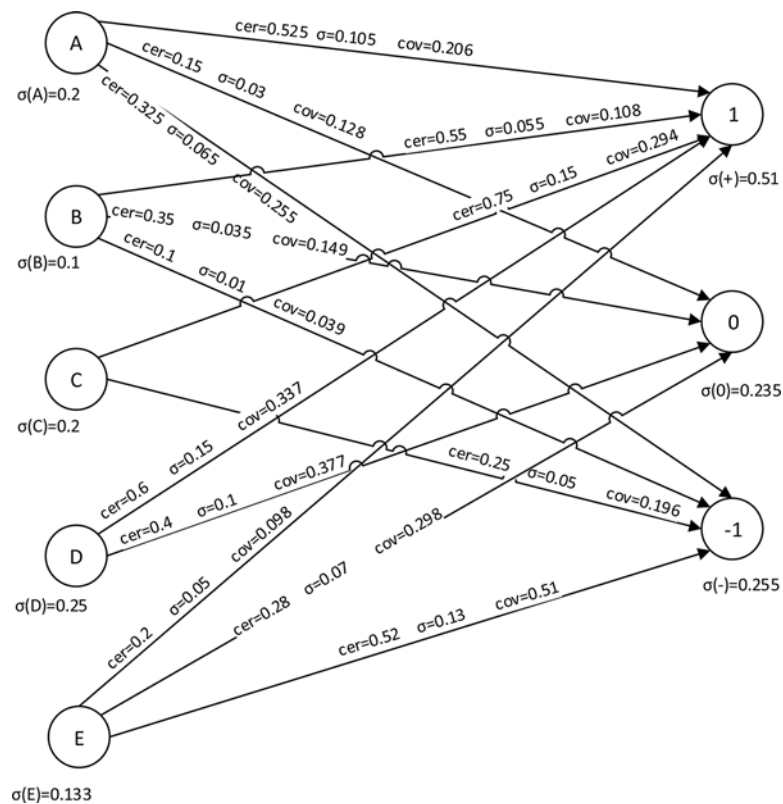 A
σ(A)=0.2
cer=0.525 σ=0.105 cov=0.206
cer=0.15 σ=0.03 cov=0.128
cer=0.325 σ=0.065 cov=0.255
1
σ(+)=0.51
B
σ(B)=0.1
cer=0.55 σ=0.055 cov=0.108
cer=0.35 σ=0.035 cov=0.149
cer=0.1 σ=0.01 cov=0.039
cer=0.75 σ=0.15 cov=0.294
0
σ(0)=0.235
C
σ(C)=0.2
cer=0.25 σ=0.05 cov=0.196
D
σ(D)=0.25
cer=0.6 σ=0.15 cov=0.337
cer=0.4 σ=0.1 cov=0.377
-1
σ(-)=0.255
E
σ(E)=0.133
cer=0.2 σ=0.05 cov=0.098
cer=0.28 σ=0.07 cov=0.298
cer=0.52 σ=0.13 cov=0.51